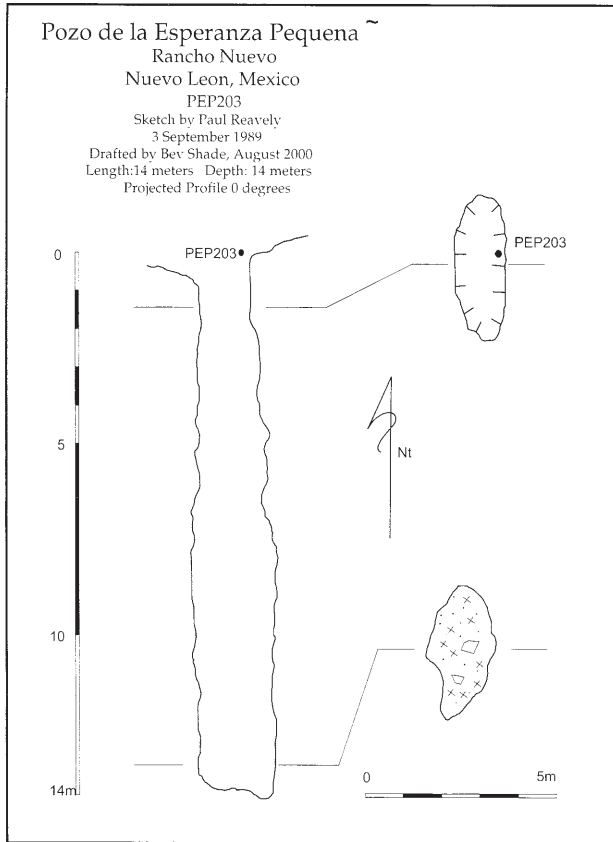 Pozo de la Esperanza Pequena ~
Rancho Nuevo
Nuevo Leon, Mexico
PEP203
Sketch by Paul Reavely
3 September 1989
Drafted by Bev Shade, August 2000
Length:14 meters Depth: 14 meters
Projected Profile 0 degrees
0
PEP203
PEP203
5
Nt
10
14m
0
5m